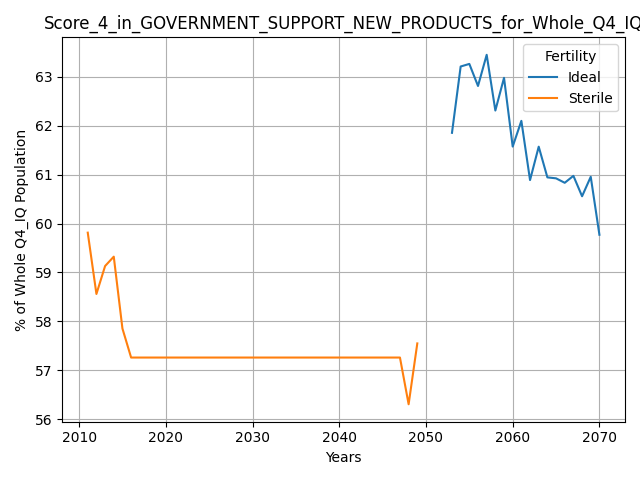 Score_4_in_GOVERNMENT_SUPPORT_NEW_PRODUCTS_for_Whole_Q4_IQ
Fertility
Ideal
Sterile
63
62
61
60
59
58
57
56
% of Whole Q4_IQ Population
2010 2020 2030 2040 2050 2060 2070
Years